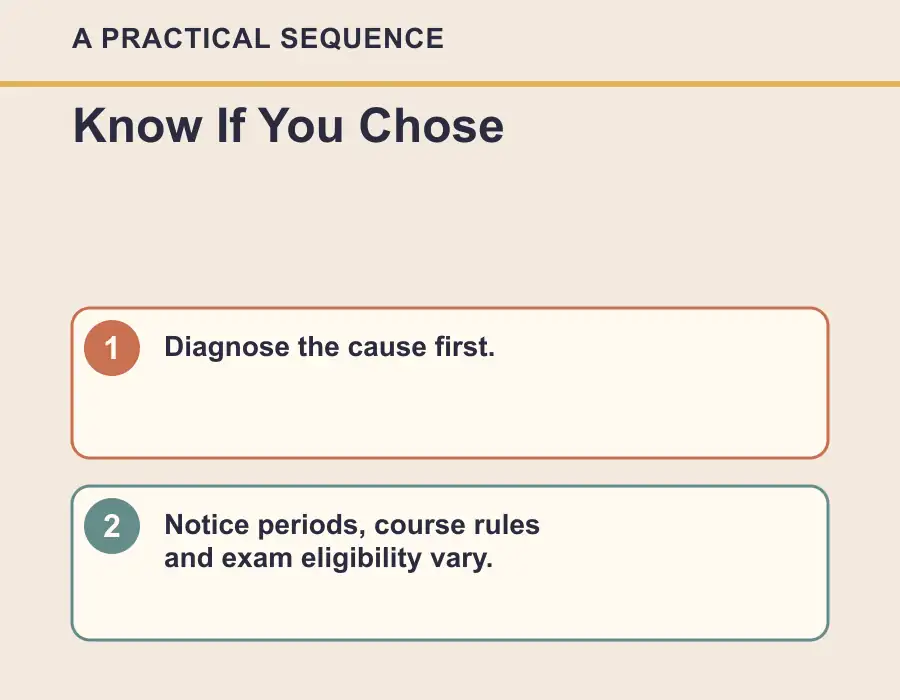 A PRACTICAL SEQUENCE
Know If You Chose
1
Diagnose the cause first.
2
Notice periods, course rules
and exam eligibility vary.